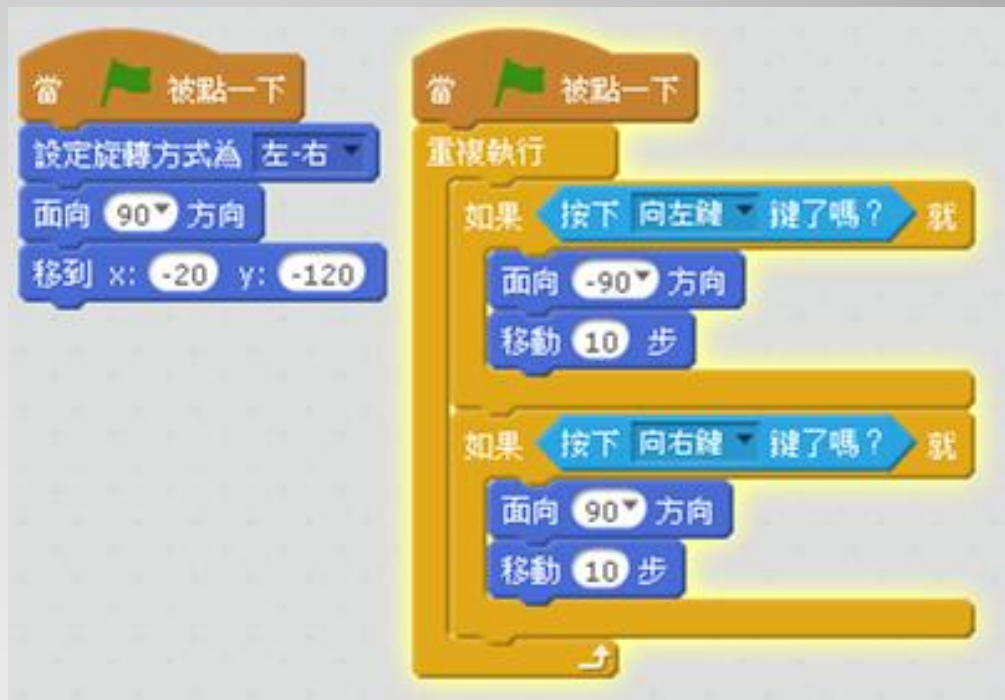 當 被點一下
設定旋轉方式為 左-右
面向 90 方向
移到 x: -20 y: -120
當 被點一下
重複執行
如果 按下 向左鍵 鍵了嗎？ 就
面向 -90 方向
移動 10 步
如果 按下 向右鍵 鍵了嗎？ 就
面向 90 方向
移動 10 步